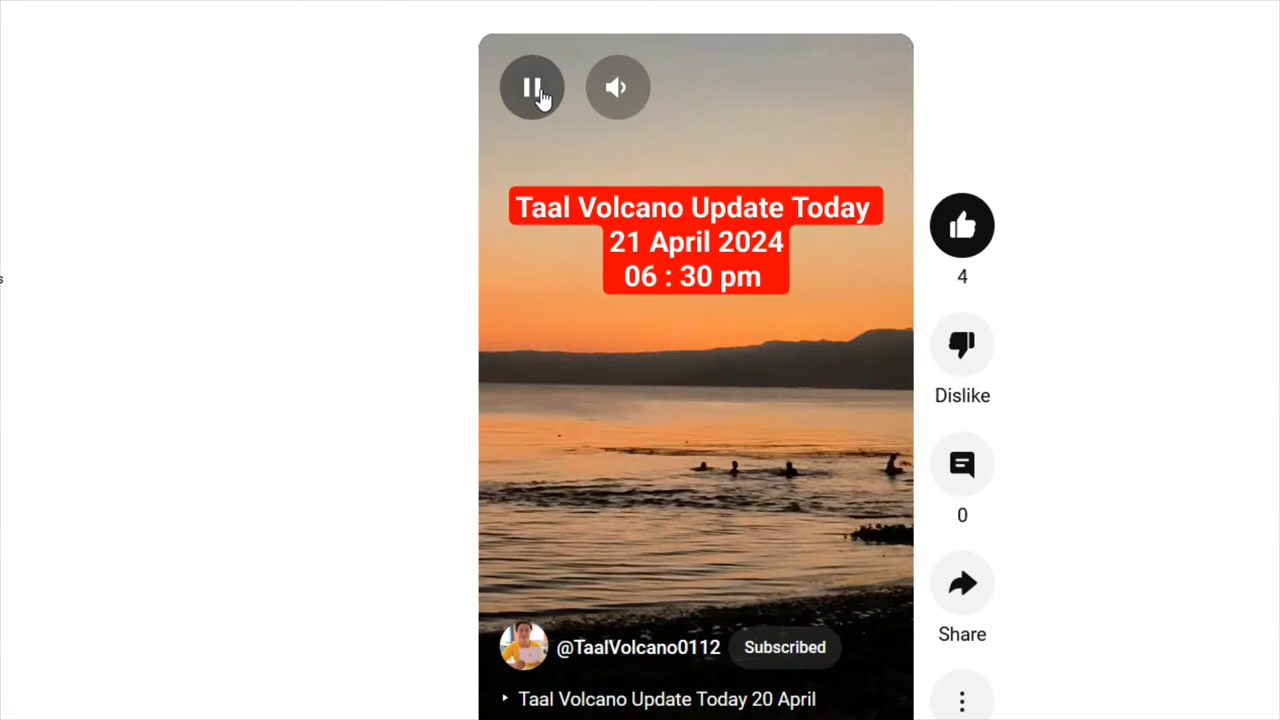 Taal Volcano Update Today
21 April 2024
06 : 30 pm
4
Dislike
0
Share
@TaalVolcano0112 Subscribed
Taal Volcano Update Today 20 April
s